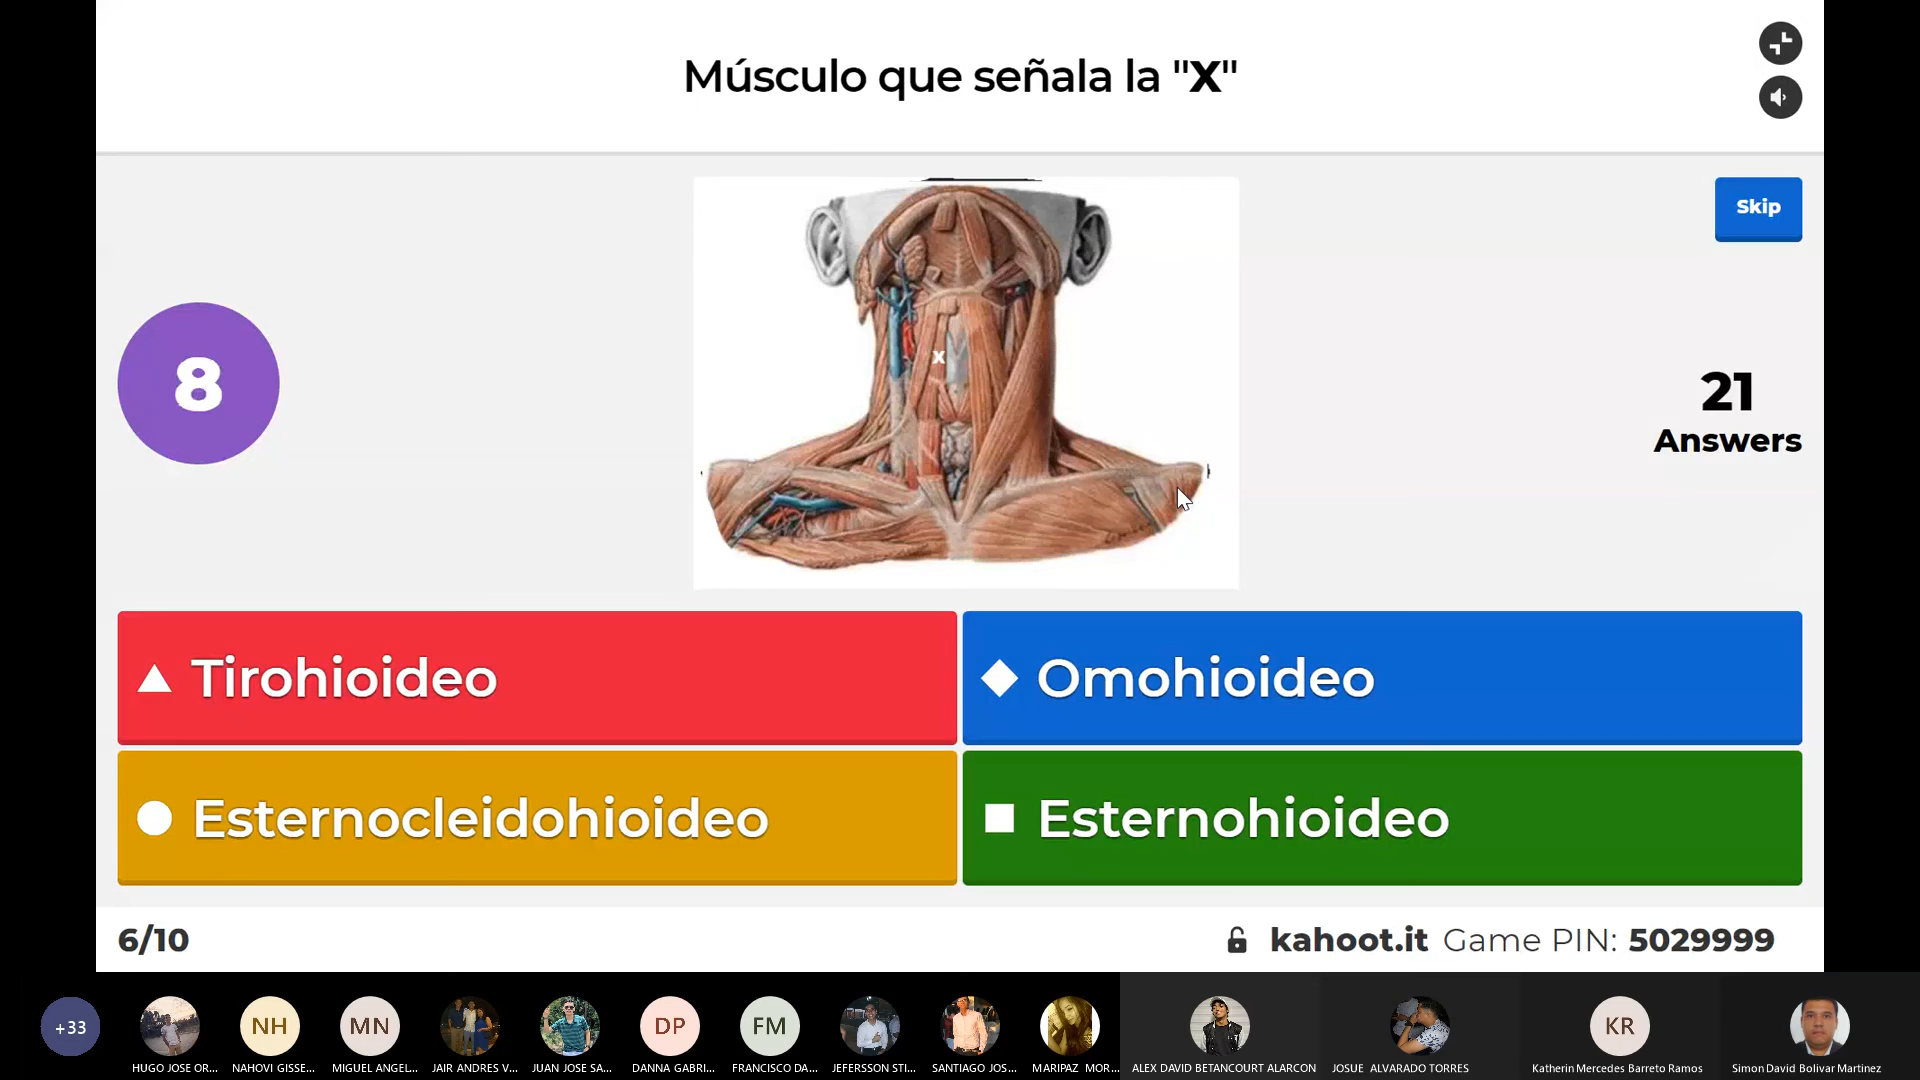 Músculo que señala la "X"
Skip
8
X
21
Answers
Tirohioideo
Omohioideo
Esternocleidohioideo
Esternohioideo
6/10
kahoot.it Game PIN: 5029999
+33
NH
MN
DP
FM
KR
HUGO JOSE OR...
NAHOVI GISSE...
MIGUEL ANGEL...
JAIR ANDRES V...
JUAN JOSE SA...
DANNA GABRI...
FRANCISCO DA...
JEFERSSON STI...
SANTIAGO JOS...
MARIPAZ MOR...
ALEX DAVID BETANCOURT ALARCON
JOSUE ALVARADO TORRES
Katherin Mercedes Barreto Ramos
Simon David Bolivar Martinez